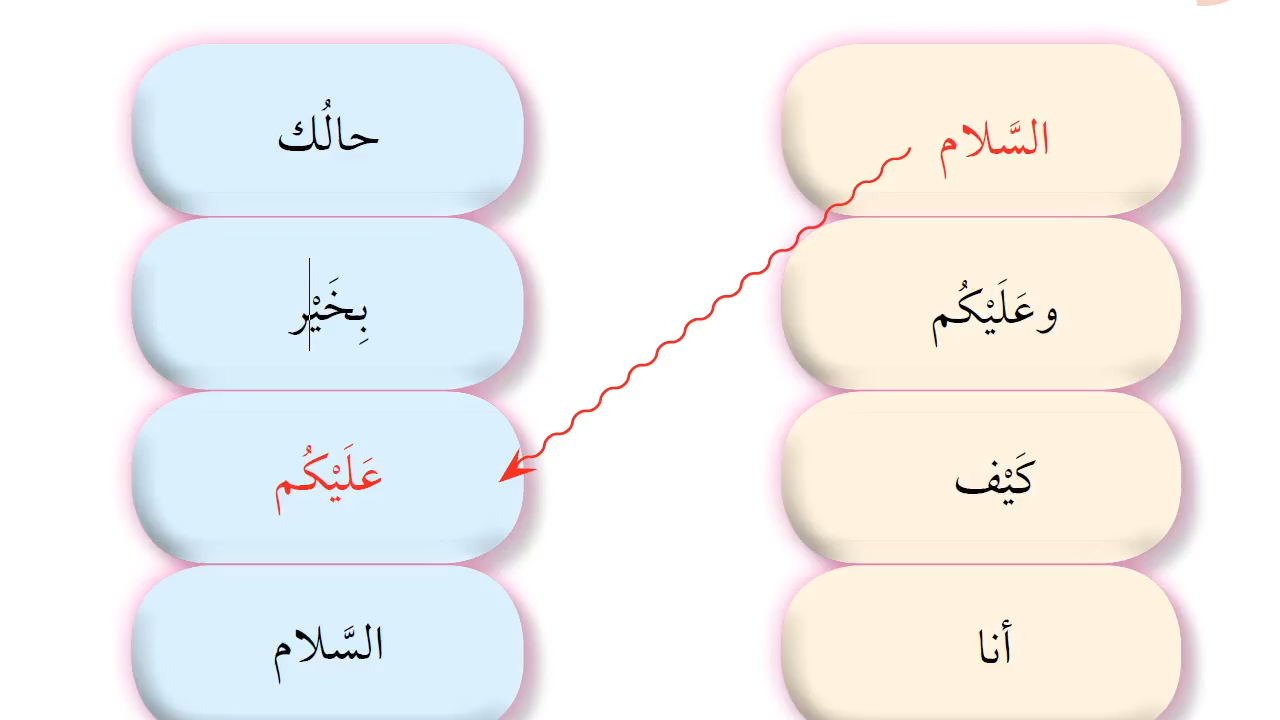 السَّلام
حالُك
وعَلَيْكُم
بِخَيْر
كَيْف
عَلَيْكُم
أنا
السَّلام